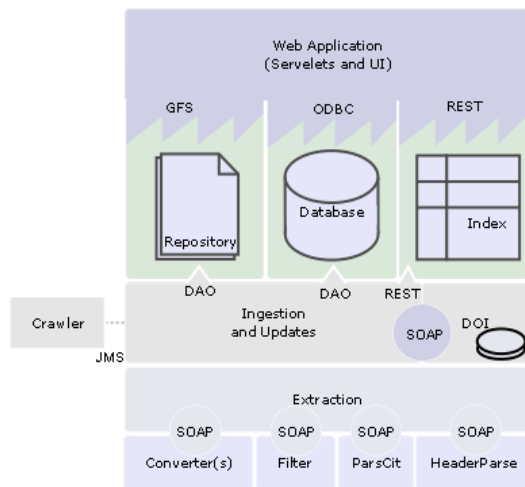 Web Application
(Servelets and UI)
GFS
ODBC
REST
Repository
Database
Index
DAO
DAO
REST
Crawler
JMS
Ingestion
and Updates
SOAP
DOI
Extraction
SOAP
SOAP
SOAP
SOAP
Converter(s)
Filter
ParsCit
HeaderParse